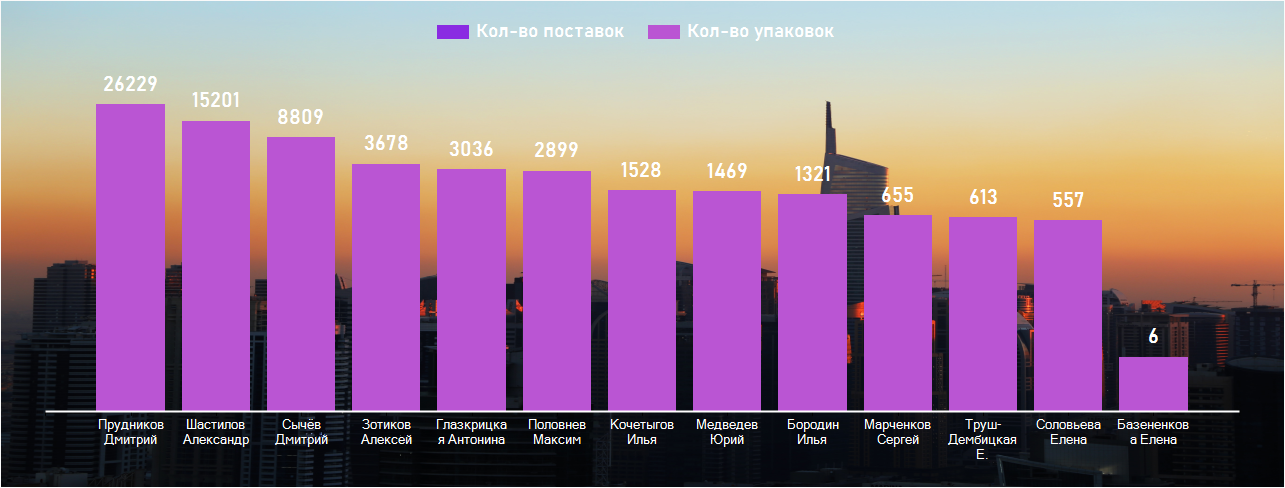 Кол-во поставок Кол-во упаковок
26229
15201
8809
3678
3036
2899
1528
1469
1321
655
613
557
6
Прудников
Дмитрий
Шастилов
Александр
Сычёв
Дмитрий
Зотиков
Алексей
Глазкрицка
я Антонина
Половнев
Максим
Кочетыгов
Илья
Медведев
Юрий
Бородин
Илья
Марченков
Сергей
Труш-
Дембицкая
Е.
Соловьева
Елена
Базененков
а Елена